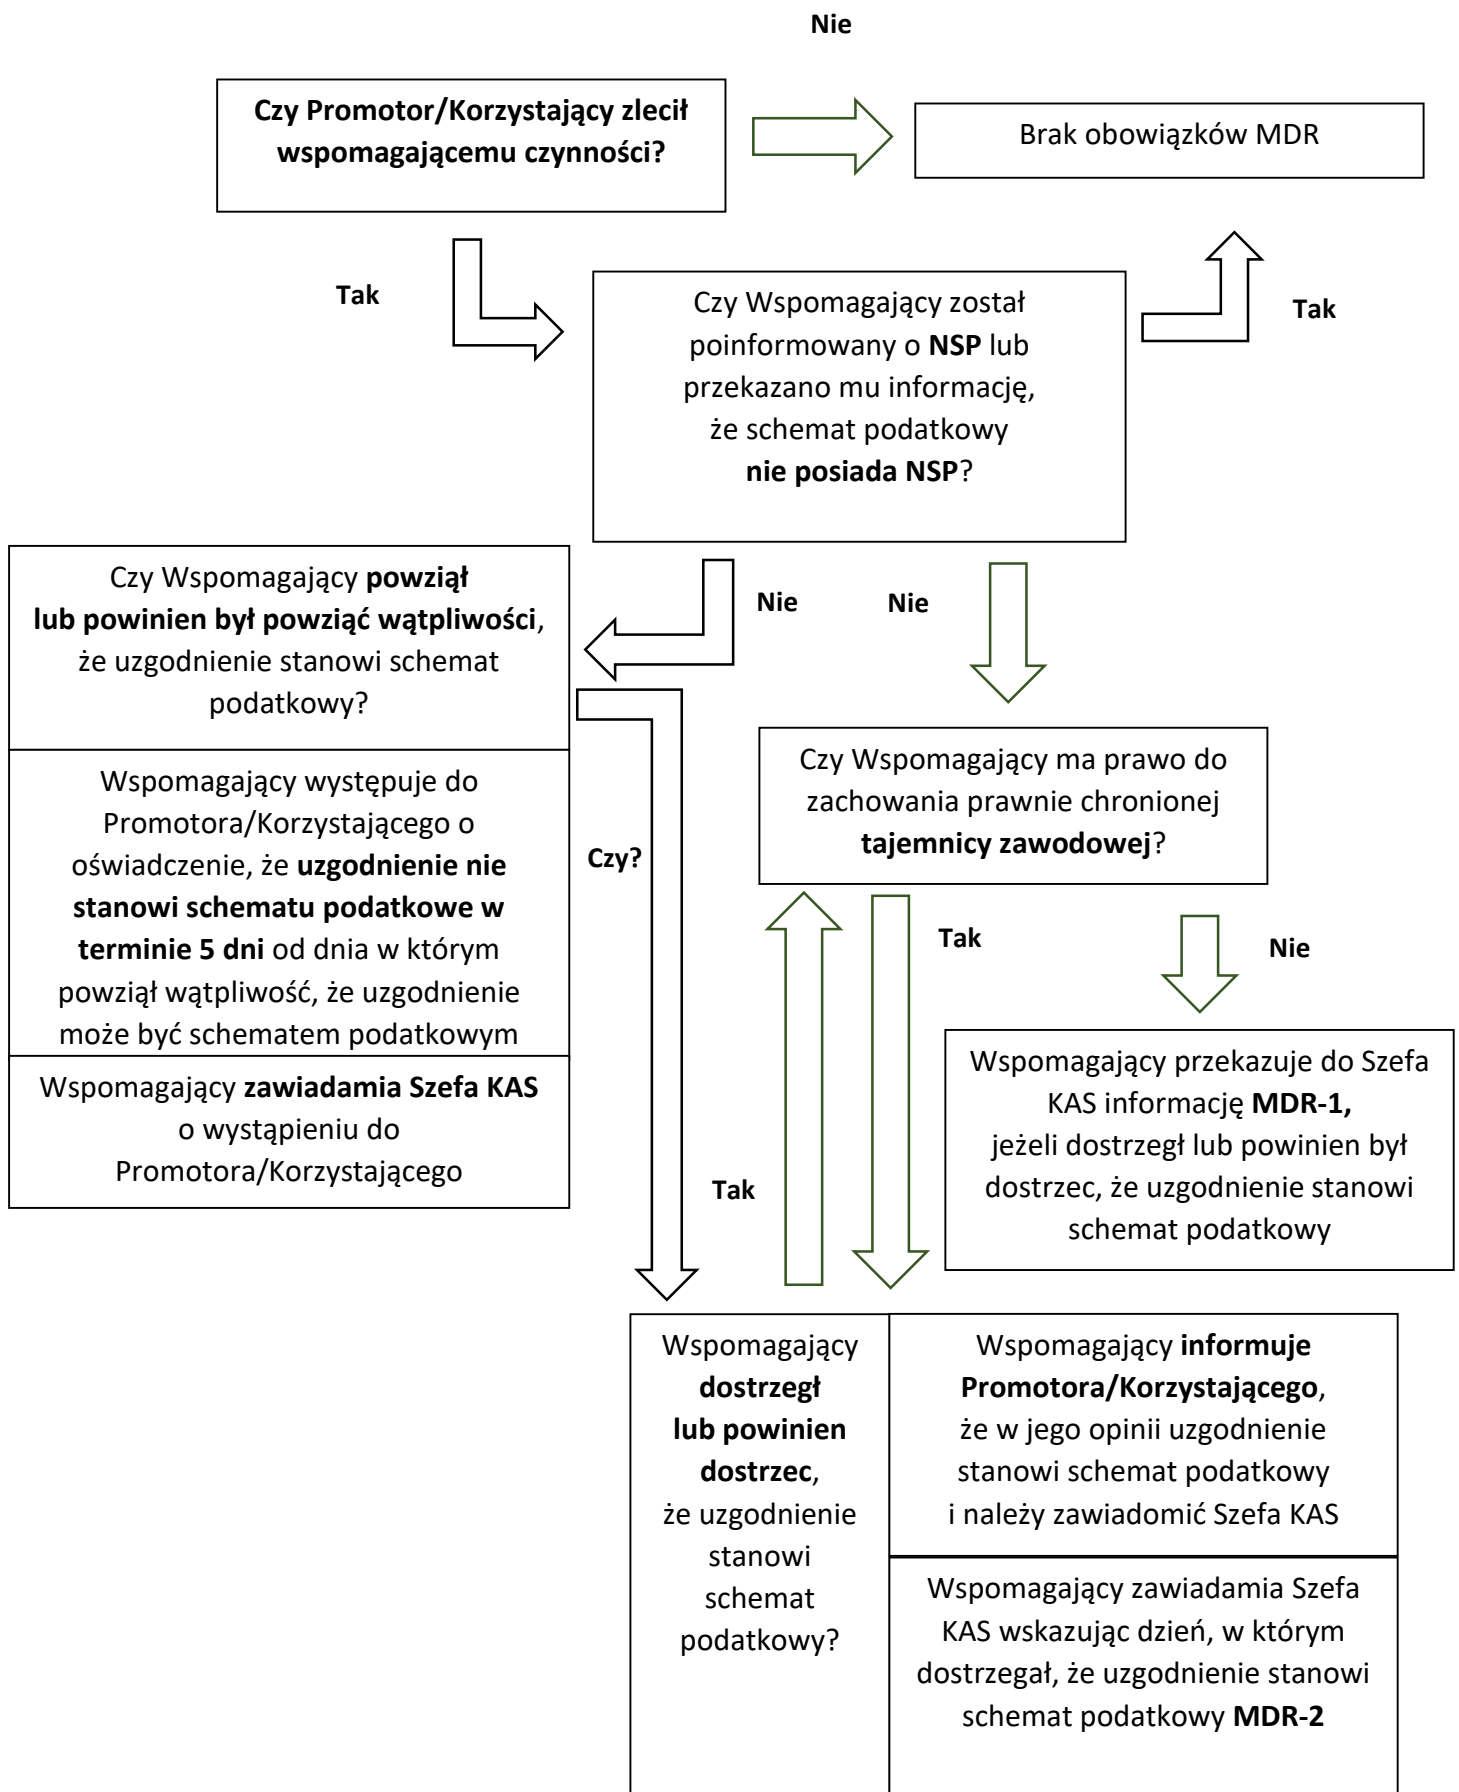 Nie
Czy Promotor/Korzystający zlecił
wspomagającemu czynności?
Brak obowiązków MDR
Tak
Czy Wspomagający został
poinformowany o NSP lub
przekazano mu informację,
że schemat podatkowy
nie posiada NSP?
Tak
Czy Wspomagający powziął
lub powinien był powziąć wątpliwości,
że uzgodnienie stanowi schemat
podatkowy?
Nie
Nie
Wspomagający występuje do
Promotora/Korzystającego o
oświadczenie, że uzgodnienie nie
stanowi schematu podatkowe w
terminie 5 dni od dnia w którym
powziął wątpliwość, że uzgodnienie
może być schematem podatkowym
Wspomagający zawiadamia Szefa KAS
o wystąpieniu do
Promotora/Korzystającego
Czy?
Czy Wspomagający ma prawo do
zachowania prawnie chronionej
tajemnicy zawodowej?
Tak
Nie
Wspomagający przekazuje do Szefa
KAS informację MDR-1,
jeżeli dostrzegł lub powinien był
dostrzec, że uzgodnienie stanowi
schemat podatkowy
Tak
Wspomagający
dostrzegł
lub powinien
dostrzec,
że uzgodnienie
stanowi
schemat
podatkowy?
Wspomagający informuje
Promotora/Korzystającego,
że w jego opinii uzgodnienie
stanowi schemat podatkowy
i należy zawiadomić Szefa KAS
Wspomagający zawiadamia Szefa
KAS wskazując dzień, w którym
dostrzegał, że uzgodnienie stanowi
schemat podatkowy MDR-2